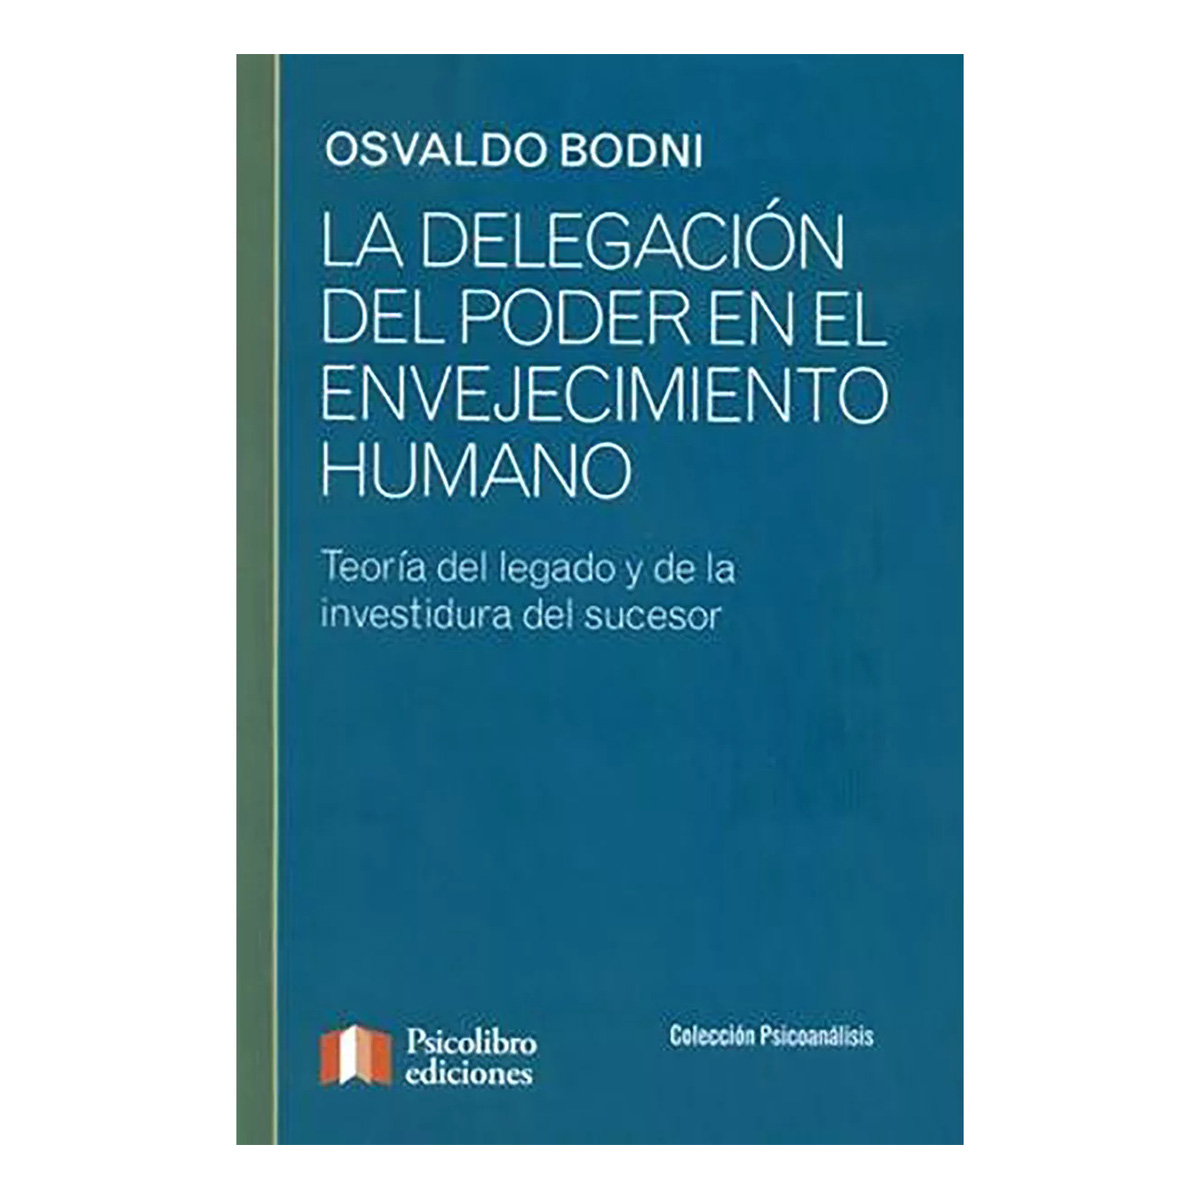 OSVALDO BODNI
LA DELEGACIÓN
DEL PODER EN EL
ENVEJECIMIENTO
HUMANO
Teoría del legado y de la
investidura del sucesor
Psicolibro
ediciones
Colección Psicoanálisis